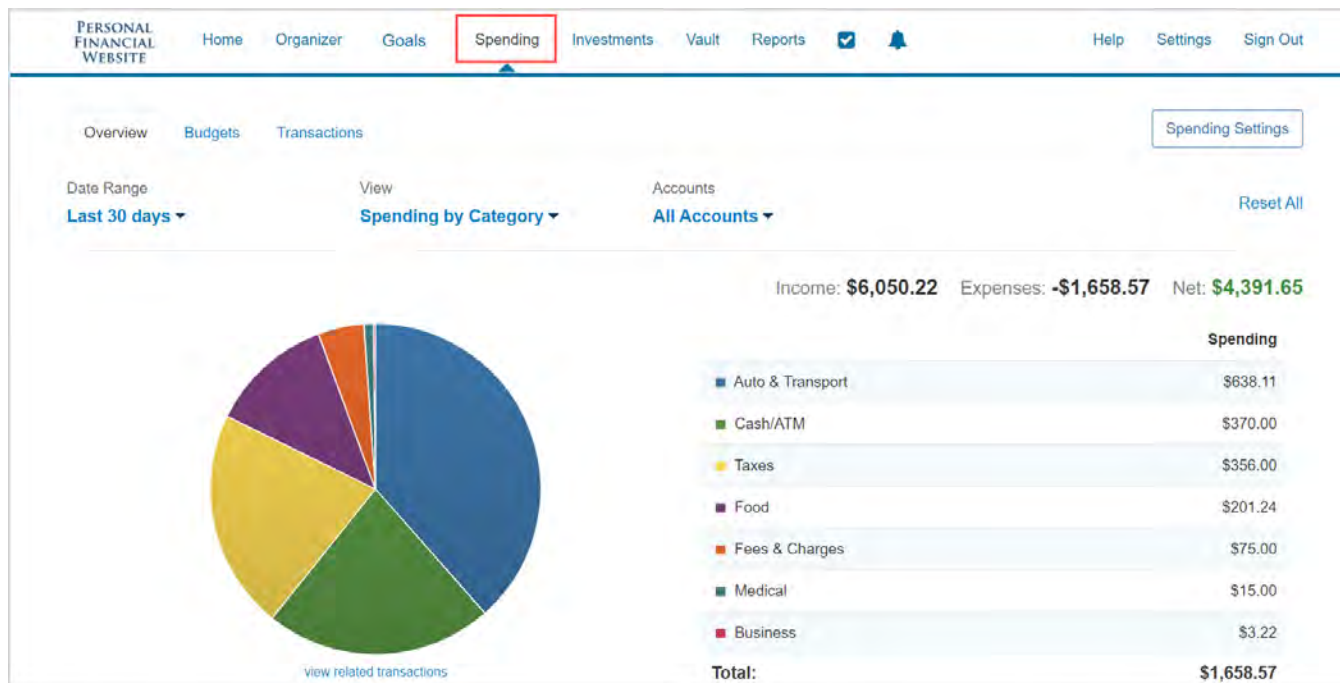 PERSONAL
FINANCIAL
WEBSITE
Home Organizer Goals Spending Investments Vault Reports Help Settings Sign Out
Overview Budgets Transactions Spending Settings
Date Range View Accounts
Last 30 days Spending by Category All Accounts Reset All
Income: $6,050.22 Expenses: -$1,658.57 Net: $4,391.65
Spending
Auto & Transport $638.11
Cash/ATM $370.00
Taxes $356.00
Food $201.24
Fees & Charges $75.00
Medical $15.00
Business $3.22
view related transactions Total: $1,658.57